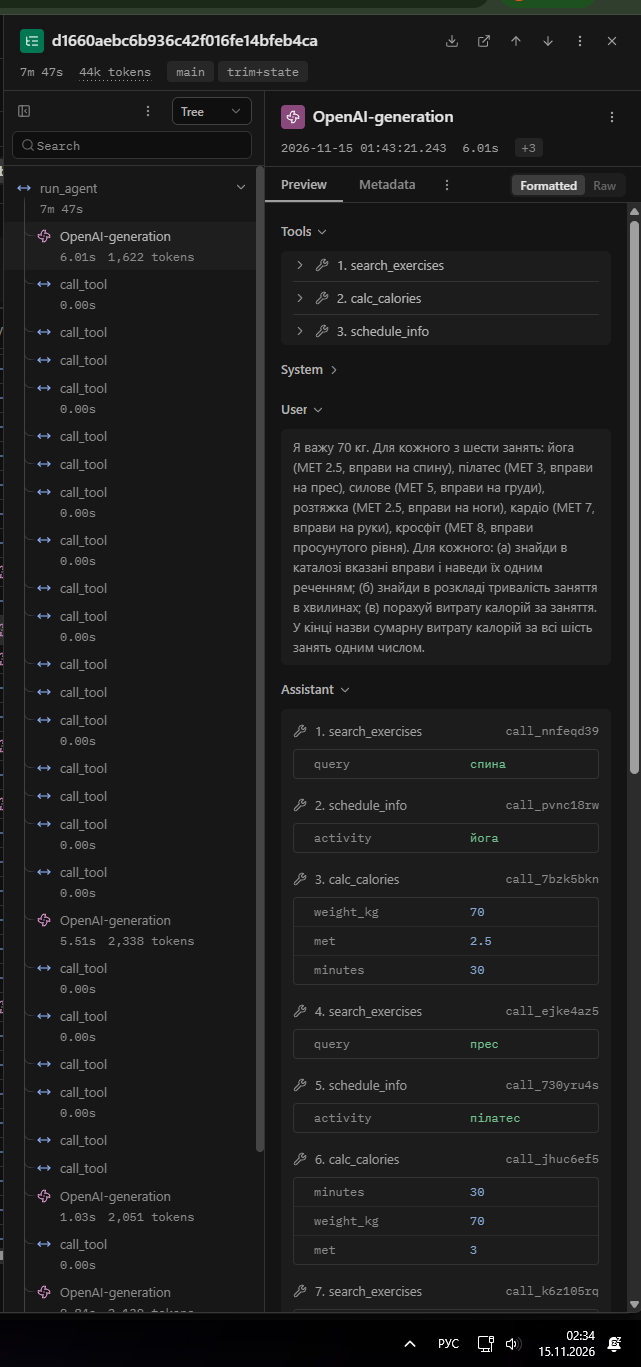 d1660aebc6b936c42f016fe14bfeb4ca
7m 47s 44k tokens main trim+state
Tree
Search
run_agent
7m 47s
OpenAI-generation
6.01s 1,622 tokens
call_tool
0.00s
call_tool
call_tool
call_tool
0.00s
call_tool
call_tool
call_tool
0.00s
call_tool
0.00s
call_tool
call_tool
0.00s
call_tool
call_tool
call_tool
0.00s
call_tool
call_tool
call_tool
0.00s
call_tool
0.00s
OpenAI-generation
5.51s 2,338 tokens
call_tool
0.00s
call_tool
0.00s
call_tool
call_tool
0.00s
call_tool
call_tool
OpenAI-generation
1.03s 2,051 tokens
call_tool
0.00s
OpenAI-generation
OpenAI-generation
2026-11-15 01:43:21.243 6.01s +3
Preview Metadata Formatted Raw
Tools
1. search_exercises
2. calc_calories
3. schedule_info
System
User
Я важу 70 кг. Для кожного з шести занять: йога
(MET 2.5, вправи на спину), пілатес (MET 3, вправи
на прес), силове (MET 5, вправи на груди),
розтяжка (MET 2.5, вправи на ноги), кардіо (MET 7,
вправи на руки), кросфіт (MET 8, вправи
просунутого рівня). Для кожного: (а) знайди в
каталозі вказані вправи і наведи їх одним
реченням; (б) знайди в розкладі тривалість заняття
в хвилинах; (в) порахуй витрату калорій за заняття.
У кінці назви сумарну витрату калорій за всі шість
занять одним числом.
Assistant
1. search_exercises call_nnfeqd39
query спина
2. schedule_info call_pvnc18rw
activity йога
3. calc_calories call_7bzk5bkn
weight_kg 70
met 2.5
minutes 30
4. search_exercises call_ejke4az5
query прес
5. schedule_info call_730yru4s
activity пілатес
6. calc_calories call_jhuc6ef5
minutes 30
weight_kg 70
met 3
7. search_exercises call_k6z105rq
РУС
02:34
15.11.2026